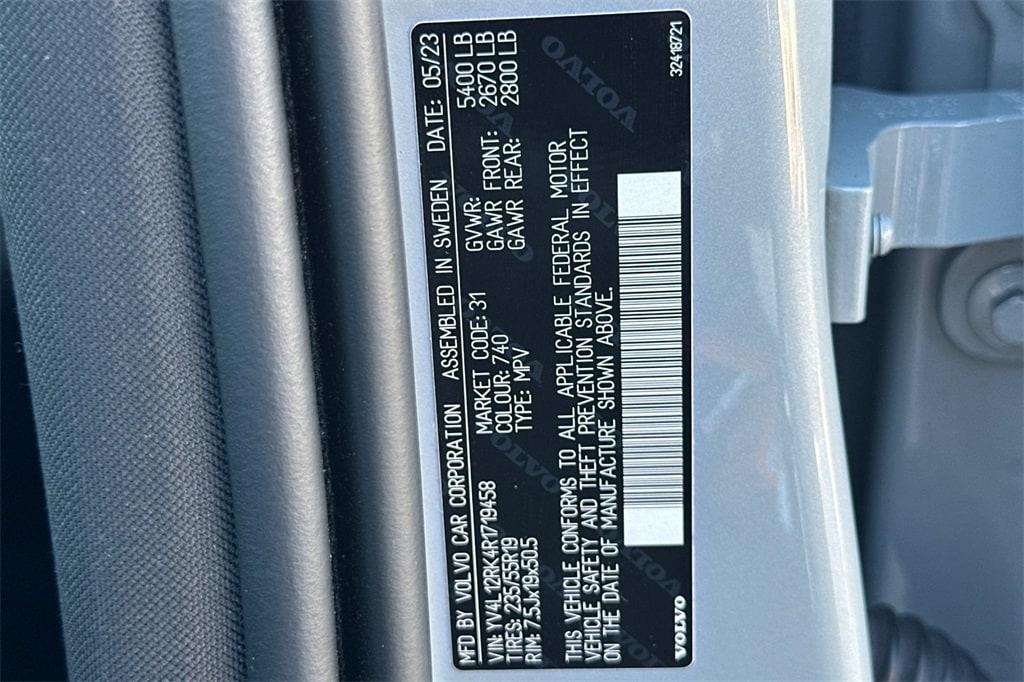 MFD BY VOLVO CAR CORPORATION ASSEMBLED IN SWEDEN DATE: 05/23
VIN: YV4L12RK4R1719458 MARKET CODE: 31 GVWR: 5400 LB
TIRES: 235/55R19 COLOUR: 740 GAWR FRONT: 2670 LB
RIM: 7.5Jx19x50.5 TYPE: MPV GAWR REAR: 2800 LB
THIS VEHICLE CONFORMS TO ALL APPLICABLE FEDERAL MOTOR
VEHICLE SAFETY AND THEFT PREVENTION STANDARDS IN EFFECT
ON THE DATE OF MANUFACTURE SHOWN ABOVE.
VOLVO 32418721